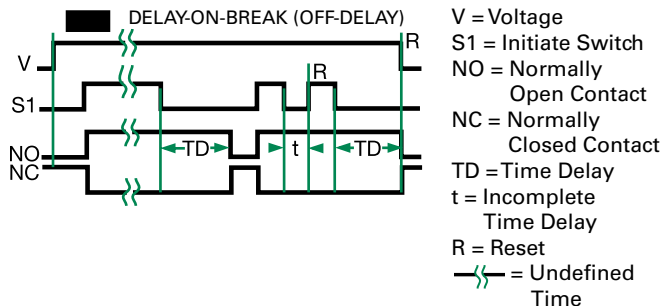 DELAY-ON-BREAK (OFF-DELAY)
V
R
S1
R
NO
NC
TD
t
TD
V = Voltage
S1 = Initiate Switch
NO = Normally
Open Contact
NC = Normally
Closed Contact
TD = Time Delay
t = Incomplete
Time Delay
R = Reset
= Undefined
Time